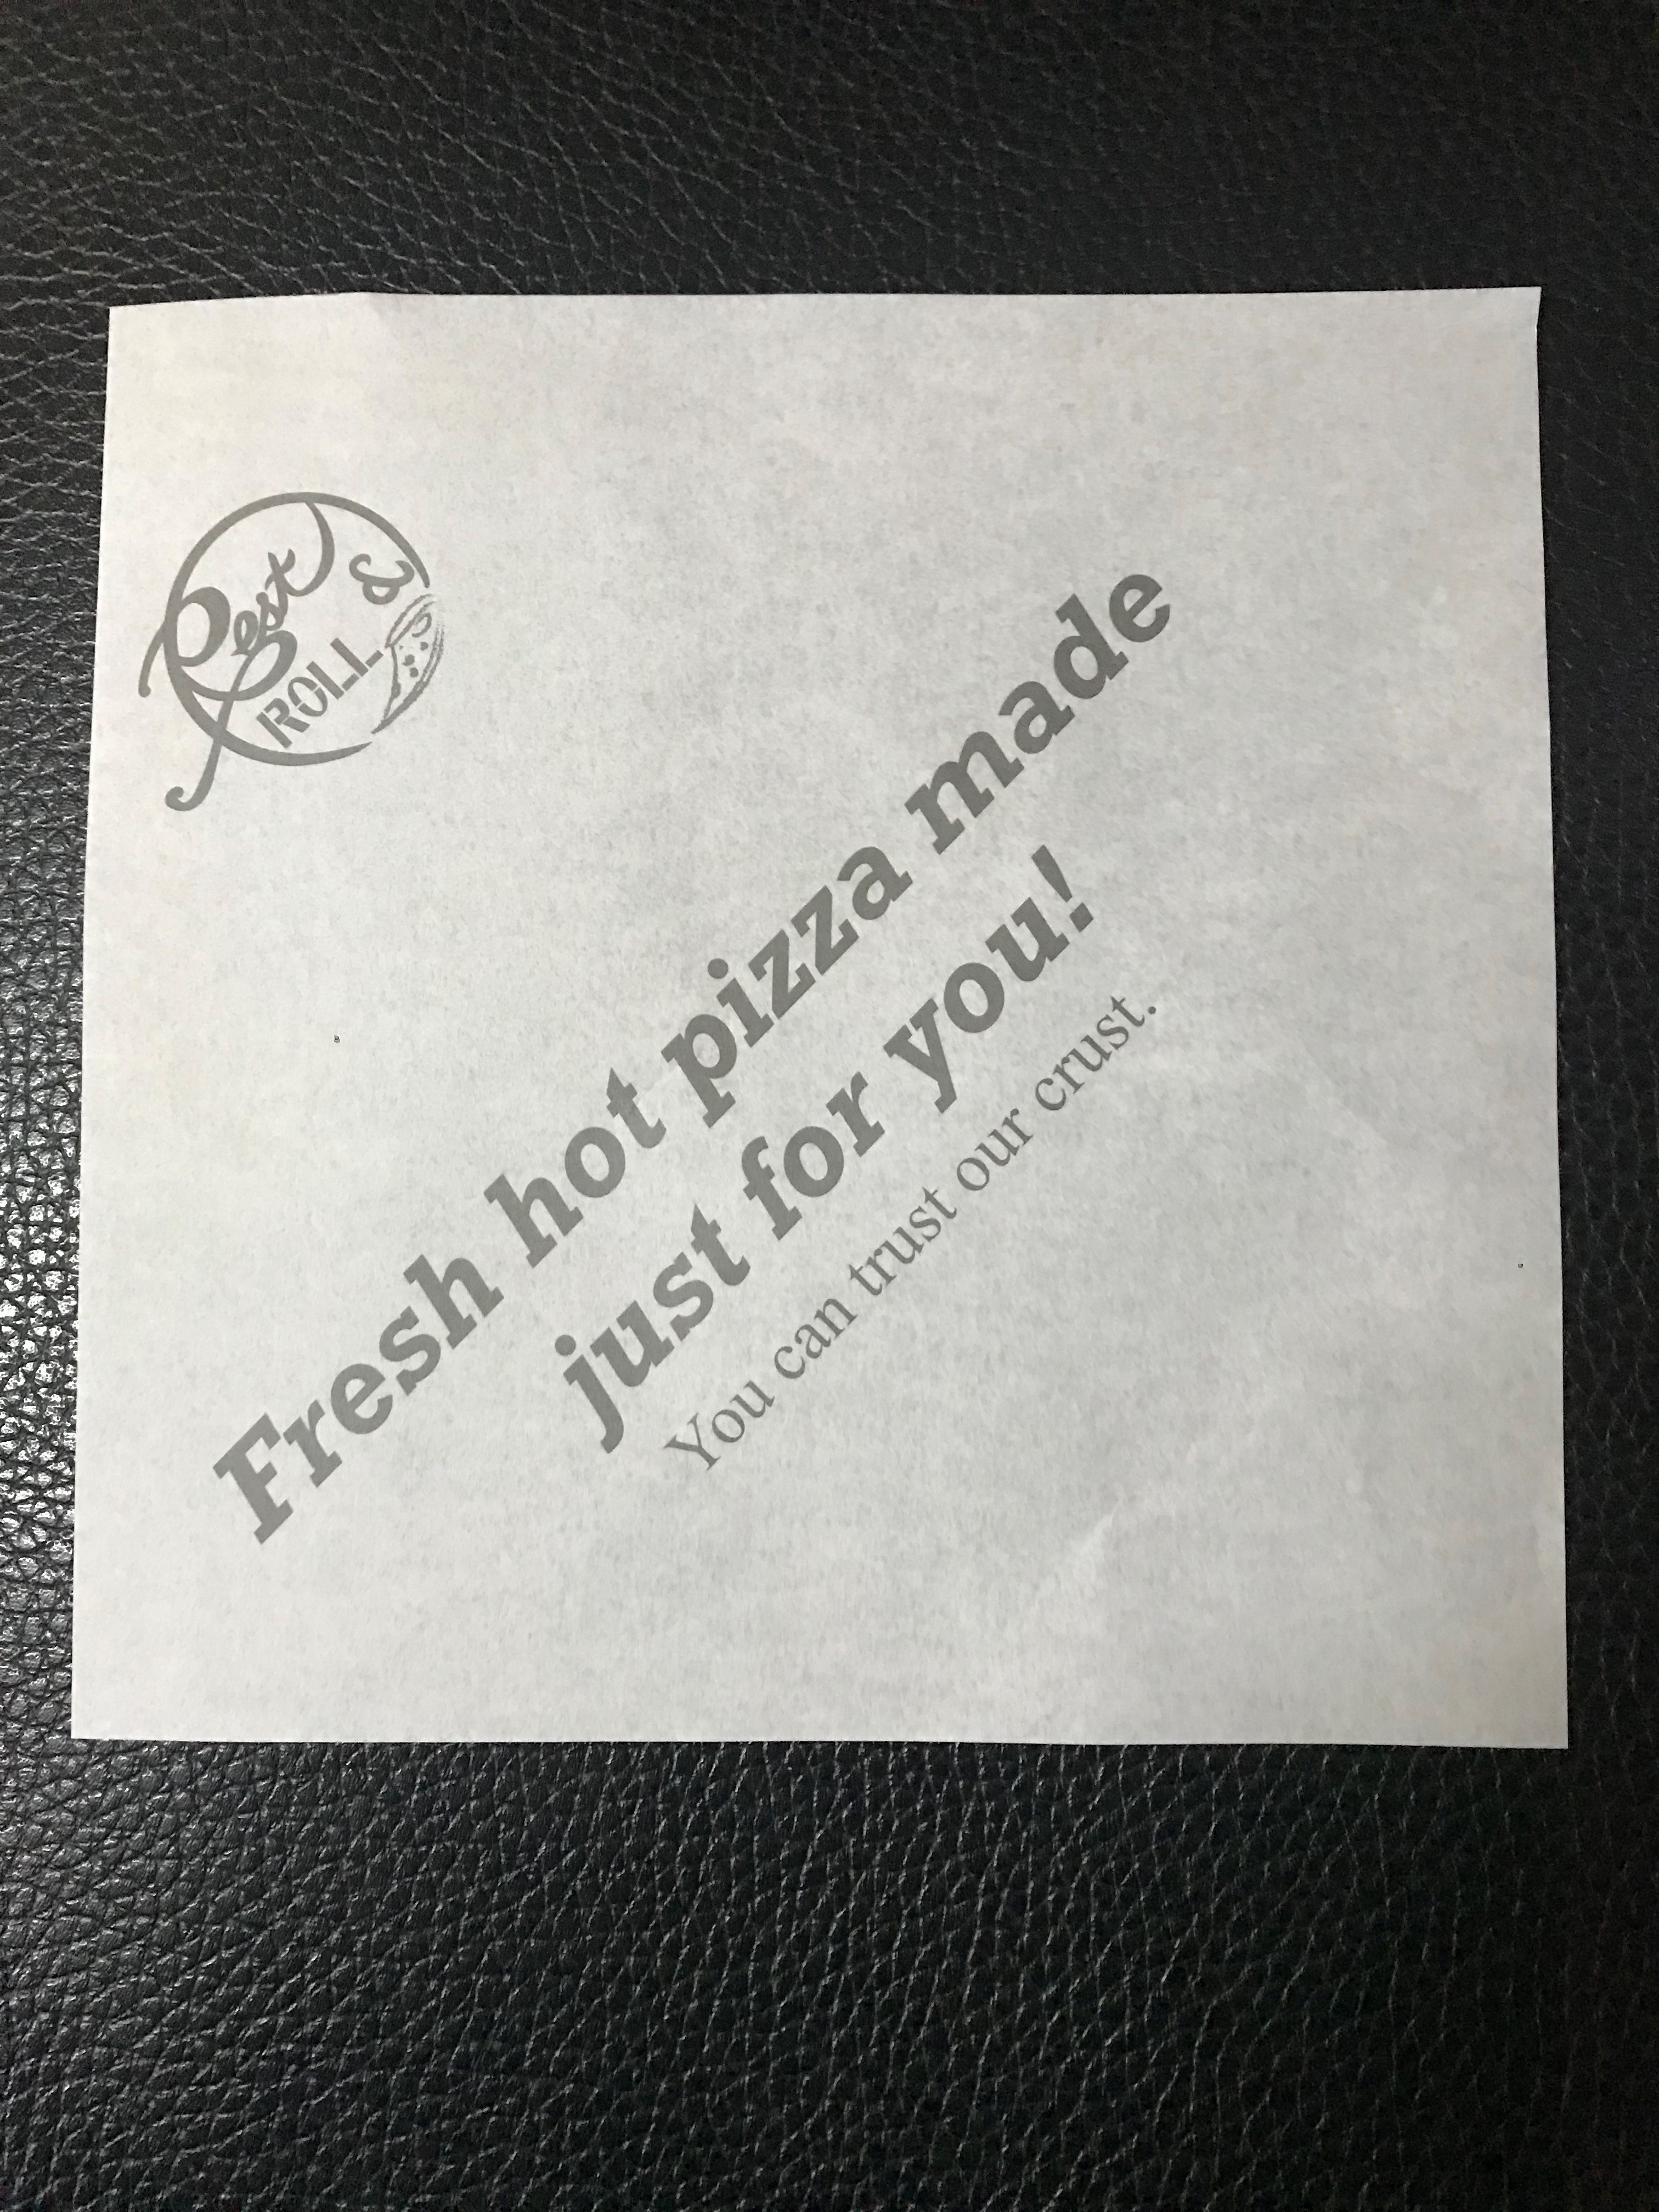 Rest &
ROLL
Fresh hot pizza made
just for you!
You can trust our crust.